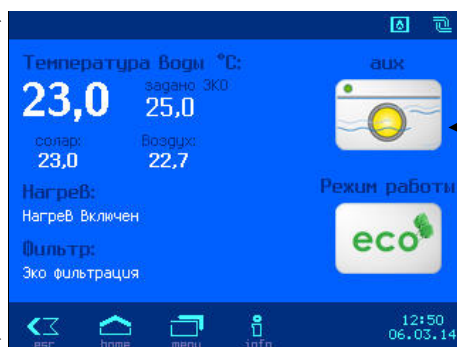 Температура Воды °C:
aux
23,0
задано ЭКО
25,0
солар:
Воздух:
23,0
22,7
Нагрев:
Режим работы
Нагрев Включен
eco
Фильтр:
Эко фильтрация
esc
home
menu
info
12:50
06.03.14